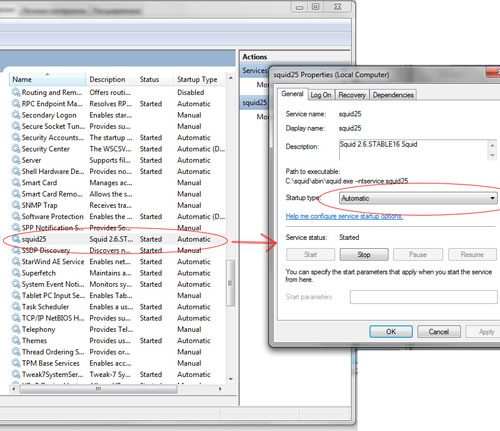 Actions
Name Description Status Startup Type
Services
Routing and Rem... Offers routi... Disabled
RPC Endpoint Ma... Resolves RP... Started Automatic
Secondary Logon Enables star... Manual
Secure Socket Tun... Provides su... Manual
Security Accounts... The startup ... Started Automatic
Security Center The WSCSV... Started Automatic (D...
Server Supports fil... Started Automatic
Shell Hardware De... Provides no... Started Automatic
Smart Card Manages ac... Manual
Smart Card Remo... Allows the s... Manual
SNMP Trap Receives tra... Manual
Software Protection Enables the ... Automatic (D...
SPP Notification S... Provides So... Manual
squid25 Squid 2.6.ST... Started Automatic
SSDP Discovery Discovers n... Started Manual
StarWind AE Service Enables net... Started Automatic
Superfetch Maintains a... Started Automatic
System Event Notif... Monitors sy... Started Automatic
Tablet PC Input Se... Enables Tab... Manual
Task Scheduler Enables a us... Started Automatic
TCP/IP NetBIOS H... Provides su... Started Automatic
Telephony Provides Tel... Manual
Themes Provides us... Started Automatic
Thread Ordering S... Provides or... Manual
TPM Base Services Enables acc... Manual
Tweak7SystemSer... Tweak-7 Sy... Started Automatic
squid25
squid25 Properties (Local Computer)
General Log On Recovery Dependencies
Service name: squid25
Display name: squid25
Description: Squid 2.6.STABLE16 Squid
Path to executable:
C:\squid\sbin\squid.exe --ntservice:squid25
Startup type: Automatic
Help me configure service startup options.
Service status: Started
Start Stop Pause Resume
You can specify the start parameters that apply when you start the service
from here.
Start parameters:
OK Cancel Apply